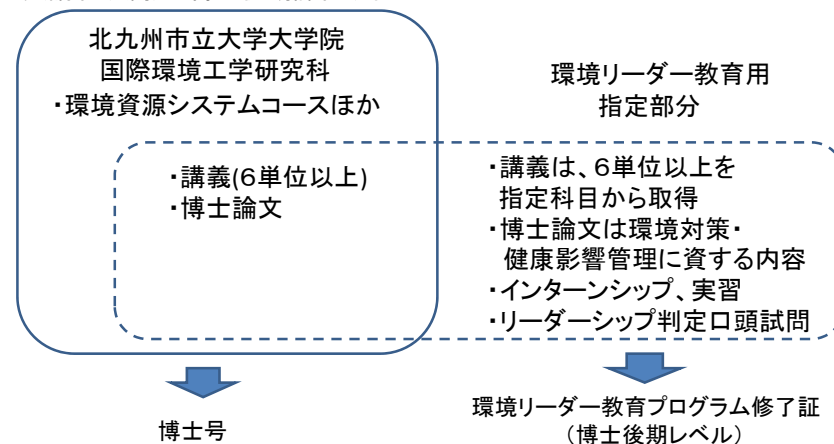 北九州市立大学大学院
国際環境工学研究科
・環境資源システムコースほか
環境リーダー教育用
指定部分
・講義(6単位以上)
・博士論文
・講義は、6単位以上を
指定科目から取得
・博士論文は環境対策・
健康影響管理に資する内容
・インターンシップ、実習
・リーダーシップ判定口頭試問
博士号
環境リーダー教育プログラム修了証
(博士後期レベル)